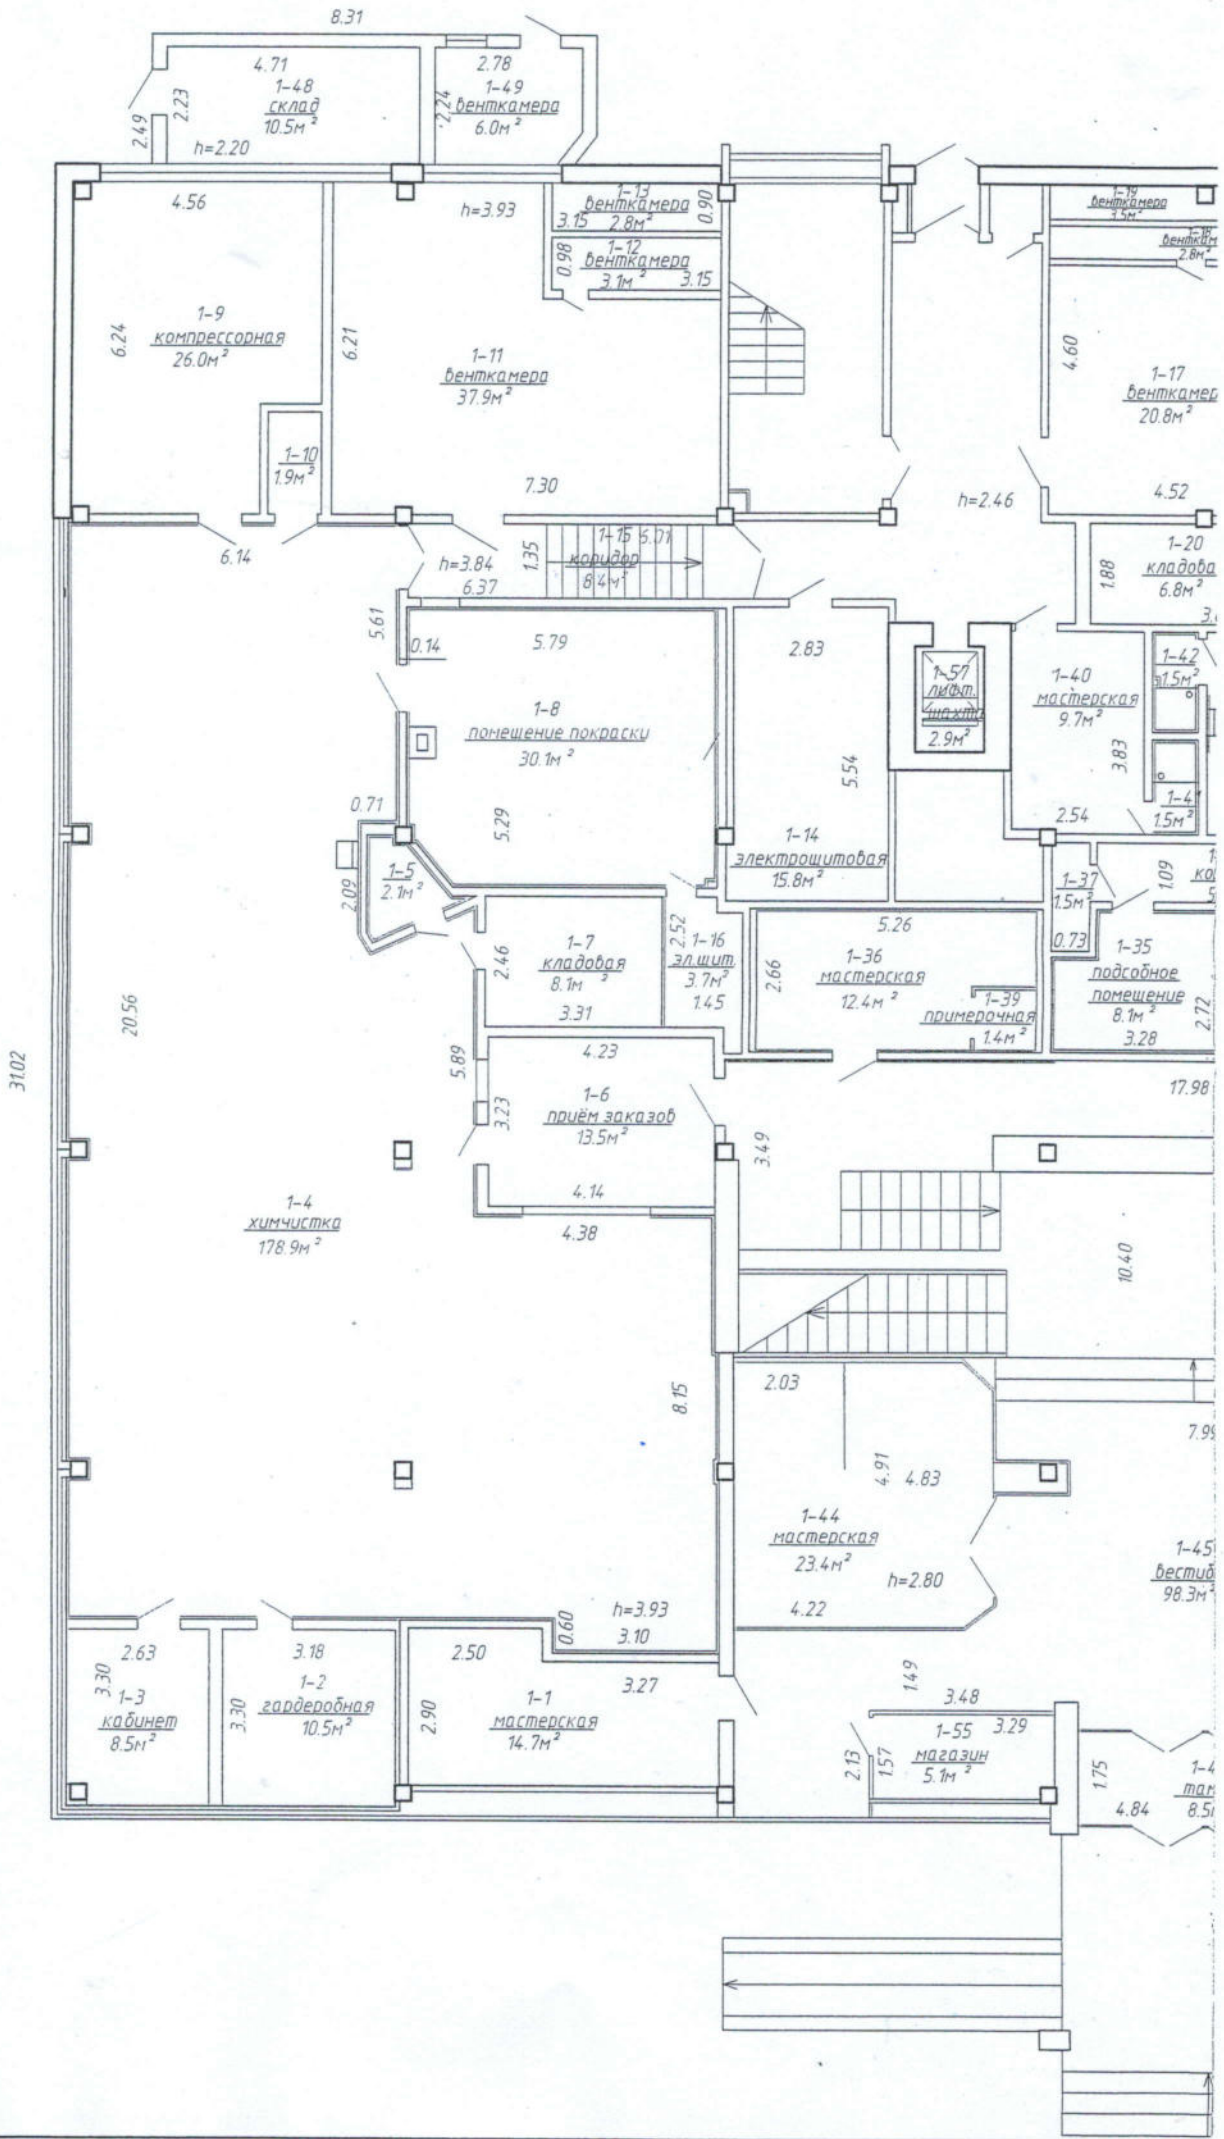 8.31
4.71
1-48
склад
10.5м²
2.23
2.49
h=2.20
2.78
1-49
венткамера
6.0м²
2.24
4.56
h=3.93
1-13
венткамера
3.15 2.8м²
0.90
1-12
венткамера
3.1м² 3.15
0.98
1-19
венткамера
3.5м²
1-18
венткам
2.8м²
6.24
1-9
компрессорная
26.0м²
6.21
1-11
венткамера
37.9м²
4.60
1-17
венткамер
20.8м²
1-10
1.9м²
7.30
h=2.46
4.52
6.14
h=3.84
6.37
1.35
1-15 6.01
коридор
8.4м²
1.88
1-20
кладова
6.8м²
5.61
0.14
5.79
2.83
1-57
лифт.
шахта
2.9м²
1-40
мастерская
9.7м²
1-42
1.5м²
1-8
помещение покраски
30.1м²
5.54
3.83
0.71
5.29
2.54
1-4
1.5м²
1-14
электрощитовая
15.8м²
1-5
2.1м²
2.09
1-37
1.5м²
1.09
0.73
2.46
1-7
кладовая
8.1м²
3.31
2.52
1-16
эл.щит.
3.7м²
1.45
5.26
2.66
1-36
мастерская
12.4м²
1-39
примерочная
1.4м²
1-35
подсобное
помещение
8.1м²
3.28
2.72
20.56
31.02
5.89
4.23
3.23
1-6
приём заказов
13.5м²
4.14
4.38
3.49
17.98
1-4
химчистка
178.9м²
10.40
8.15
2.03
4.91
4.83
7.99
1-44
мастерская
23.4м²
h=2.80
4.22
1-45
вестиб
98.3м²
h=3.93
3.10
0.60
2.63
3.30
1-3
кабинет
8.5м²
3.18
3.30
1-2
гардеробная
10.5м²
2.50
2.90
1-1
мастерская
14.7м²
3.27
1.49
3.48
1-55
магазин
5.1м²
3.29
2.13
1.57
1.75
1-4
там
4.84